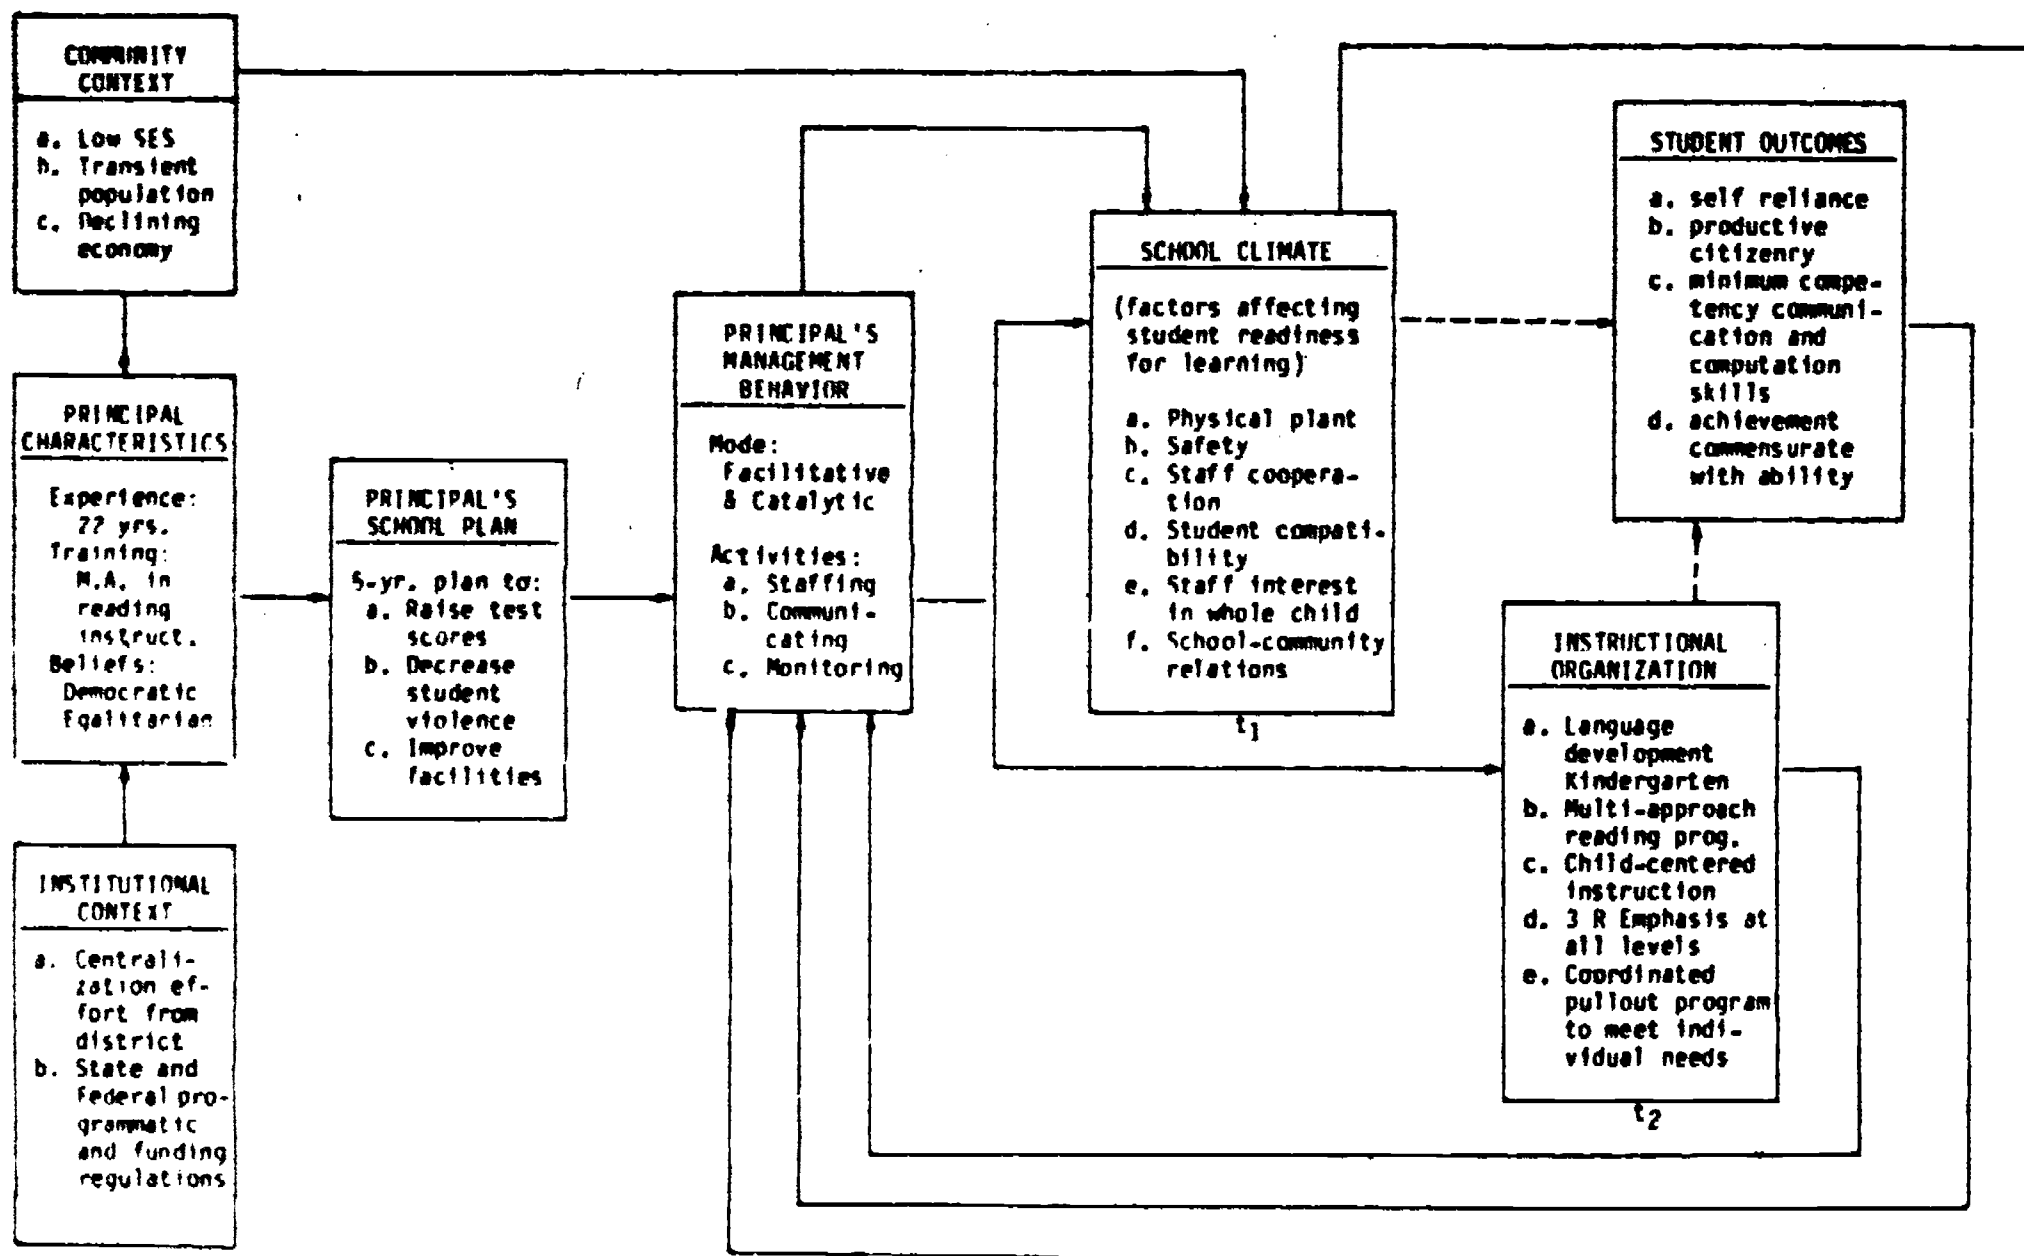 COMMUNITY
CONTEXT
a. Low SES
b. Transient
population
c. Declining
economy
PRINCIPAL
CHARACTERISTICS
Experience:
22 yrs.
Training:
M.A. in
reading
instruct.
Beliefs:
Democratic
Egalitarian
INSTITUTIONAL
CONTEXT
a. Centrali-
zation ef-
fort from
district
b. State and
Federal pro-
grammatic
and funding
regulations
PRINCIPAL'S
SCHOOL PLAN
5-yr. plan to:
a. Raise test
scores
b. Decrease
student
violence
c. Improve
facilities
PRINCIPAL'S
MANAGEMENT
BEHAVIOR
Mode:
Facilitative
& Catalytic
Activities:
a. Staffing
b. Communi-
cating
c. Monitoring
SCHOOL CLIMATE
(factors affecting
student readiness
for learning)
a. Physical plant
b. Safety
c. Staff coopera-
tion
d. Student compati-
bility
e. Staff interest
in whole child
f. School-community
relations
t1
STUDENT OUTCOMES
a. self reliance
b. productive
citizenry
c. minimum compe-
tency communi-
cation and
computation
skills
d. achievement
commensurate
with ability
INSTRUCTIONAL
ORGANIZATION
a. Language
development
Kindergarten
b. Multi-approach
reading prog.
c. Child-centered
instruction
d. 3 R Emphasis at
all levels
e. Coordinated
pullout program
to meet indi-
vidual needs
t2